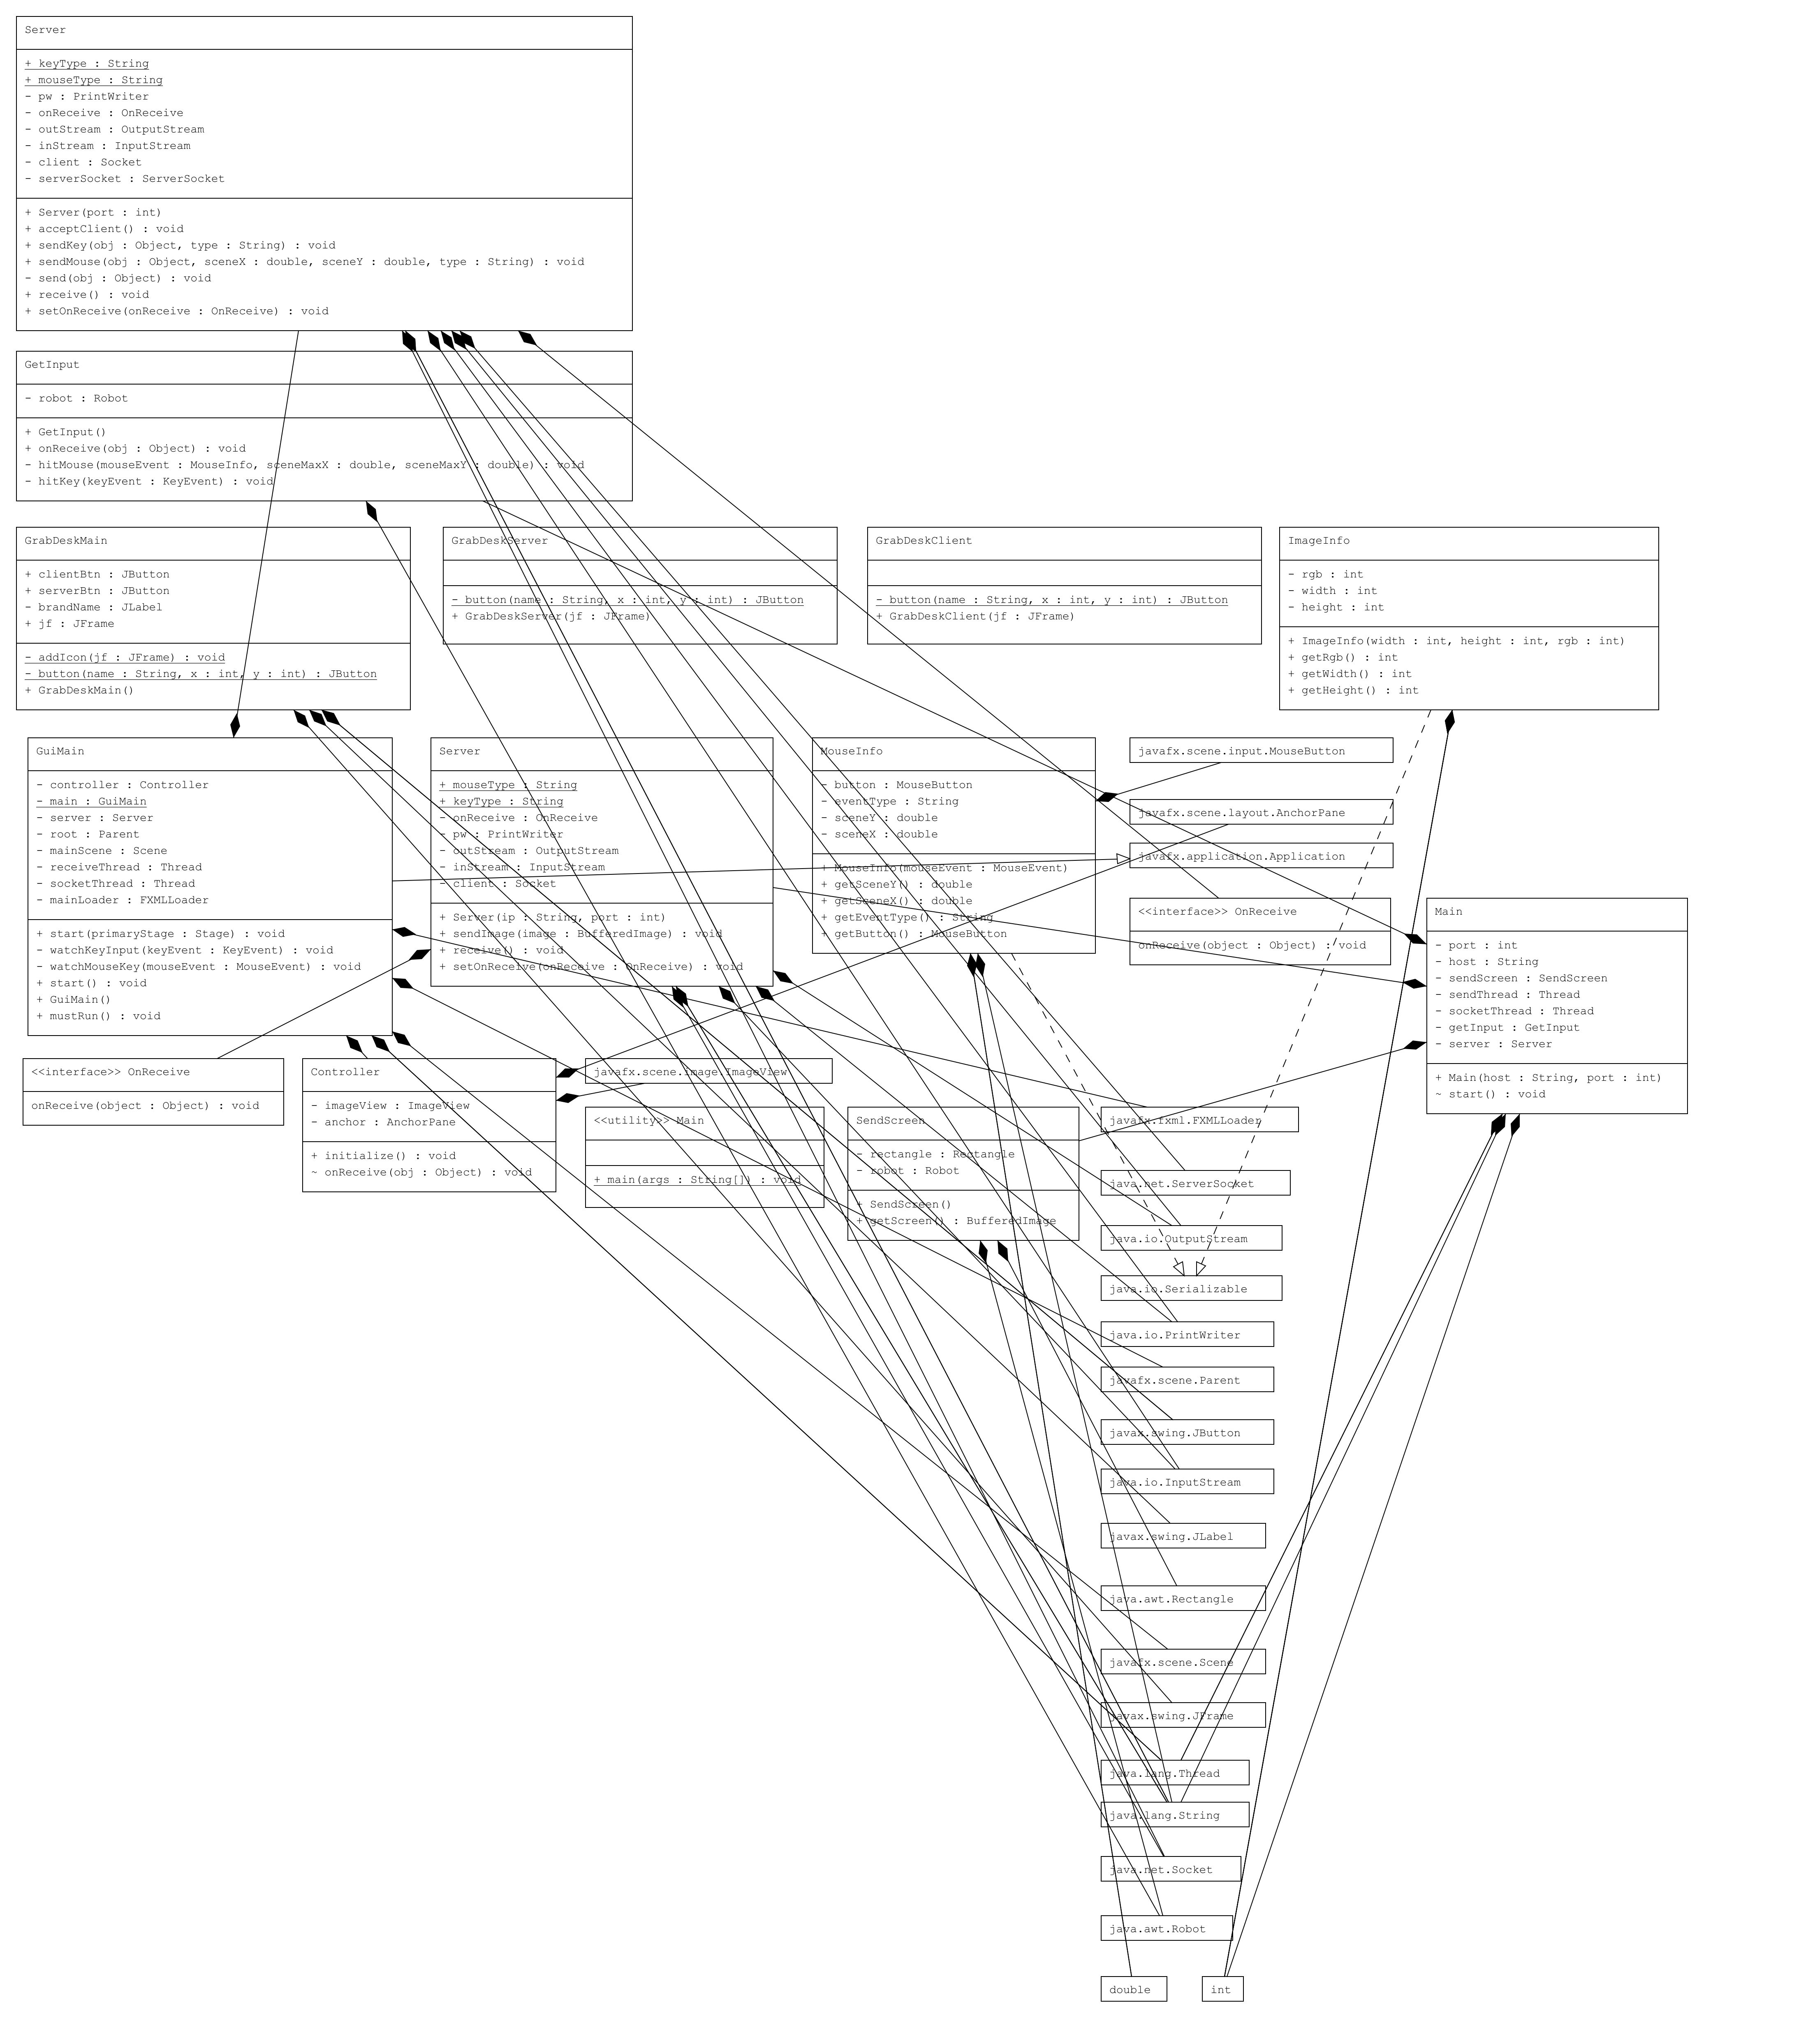 Server
+ keyType : String
+ mouseType : String
- pw : PrintWriter
- onReceive : OnReceive
- outStream : OutputStream
- inStream : InputStream
- client : Socket
- serverSocket : ServerSocket
+ Server(port : int)
+ acceptClient() : void
+ sendKey(obj : Object, type : String) : void
+ sendMouse(obj : Object, sceneX : double, sceneY : double, type : String) : void
- send(obj : Object) : void
+ receive() : void
+ setOnReceive(onReceive : OnReceive) : void
GetInput
- robot : Robot
+ GetInput()
+ onReceive(obj : Object) : void
- hitMouse(mouseEvent : MouseInfo, sceneMaxX : double, sceneMaxY : double) : void
- hitKey(keyEvent : KeyEvent) : void
GrabDeskMain
+ clientBtn : JButton
+ serverBtn : JButton
- brandName : JLabel
+ jf : JFrame
- addIcon(jf : JFrame) : void
- button(name : String, x : int, y : int) : JButton
+ GrabDeskMain()
GrabDeskServer
- button(name : String, x : int, y : int) : JButton
+ GrabDeskServer(jf : JFrame)
GrabDeskClient
- button(name : String, x : int, y : int) : JButton
+ GrabDeskClient(jf : JFrame)
ImageInfo
- rgb : int
- width : int
- height : int
+ ImageInfo(width : int, height : int, rgb : int)
+ getRgb() : int
+ getWidth() : int
+ getHeight() : int
GuiMain
- controller : Controller
- main : GuiMain
- server : Server
- root : Parent
- mainScene : Scene
- receiveThread : Thread
- socketThread : Thread
- mainLoader : FXMLLoader
+ start(primaryStage : Stage) : void
- watchKeyInput(keyEvent : KeyEvent) : void
- watchMouseKey(mouseEvent : MouseEvent) : void
+ start() : void
+ GuiMain()
+ mustRun() : void
Server
+ mouseType : String
+ keyType : String
- onReceive : OnReceive
- pw : PrintWriter
- outStream : OutputStream
- inStream : InputStream
- client : Socket
+ Server(ip : String, port : int)
+ sendImage(image : BufferedImage) : void
+ receive() : void
+ setOnReceive(onReceive : OnReceive) : void
MouseInfo
- button : MouseButton
- eventType : String
- sceneY : double
- sceneX : double
+ MouseInfo(mouseEvent : MouseEvent)
+ getSceneY() : double
+ getSceneX() : double
+ getEventType() : String
+ getButton() : MouseButton
javafx.scene.input.MouseButton
javafx.scene.layout.AnchorPane
javafx.application.Application
<<interface>> OnReceive
onReceive(object : Object) : void
Main
- port : int
- host : String
- sendScreen : SendScreen
- sendThread : Thread
- socketThread : Thread
- getInput : GetInput
- server : Server
+ Main(host : String, port : int)
~ start() : void
<<interface>> OnReceive
onReceive(object : Object) : void
Controller
- imageView : ImageView
- anchor : AnchorPane
+ initialize() : void
~ onReceive(obj : Object) : void
javafx.scene.image.ImageView
<<utility>> Main
+ main(args : String[]) : void
SendScreen
- rectangle : Rectangle
- robot : Robot
+ SendScreen()
+ getScreen() : BufferedImage
javafx.fxml.FXMLLoader
java.net.ServerSocket
java.io.OutputStream
java.io.Serializable
java.io.PrintWriter
javafx.scene.Parent
javax.swing.JButton
java.io.InputStream
javax.swing.JLabel
java.awt.Rectangle
javafx.scene.Scene
javax.swing.JFrame
java.lang.Thread
java.lang.String
java.net.Socket
java.awt.Robot
double
int